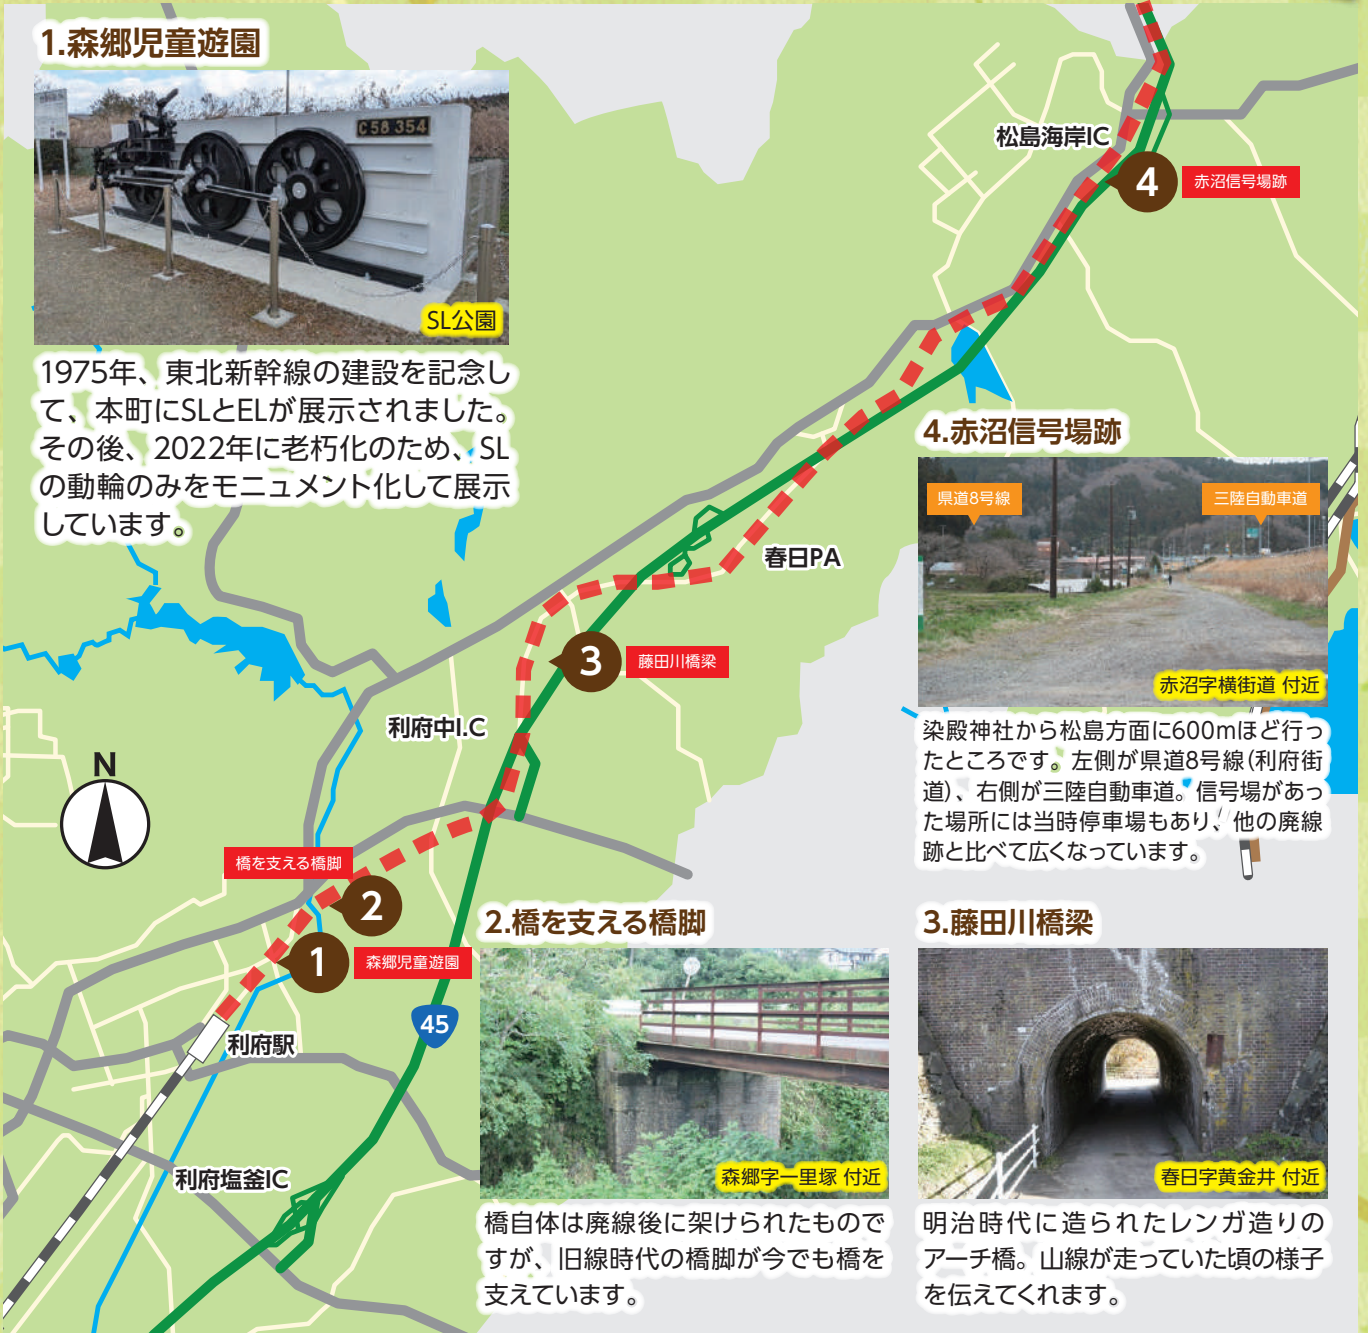 1.森郷児童遊園
C58 354
SL公園
1975年、東北新幹線の建設を記念し
て、本町にSLとELが展示されました。
その後、2022年に老朽化のため、SL
の動輪のみをモニュメント化して展示
しています。
松島海岸IC
4
赤沼信号場跡
春日PA
3
藤田川橋梁
利府中I.C
N
橋を支える橋脚
2
1
森郷児童遊園
45
利府駅
利府塩釜IC
4.赤沼信号場跡
県道8号線
三陸自動車道
赤沼字横街道 付近
染殿神社から松島方面に600mほど行っ
たところです。左側が県道8号線(利府街
道)、右側が三陸自動車道。信号場があっ
た場所には当時停車場もあり、他の廃線
跡と比べて広くなっています。
2.橋を支える橋脚
森郷字一里塚 付近
橋自体は廃線後に架けられたもので
すが、旧線時代の橋脚が今でも橋を
支えています。
3.藤田川橋梁
春日字黄金井 付近
明治時代に造られたレンガ造りの
アーチ橋。山線が走っていた頃の様子
を伝えてくれます。